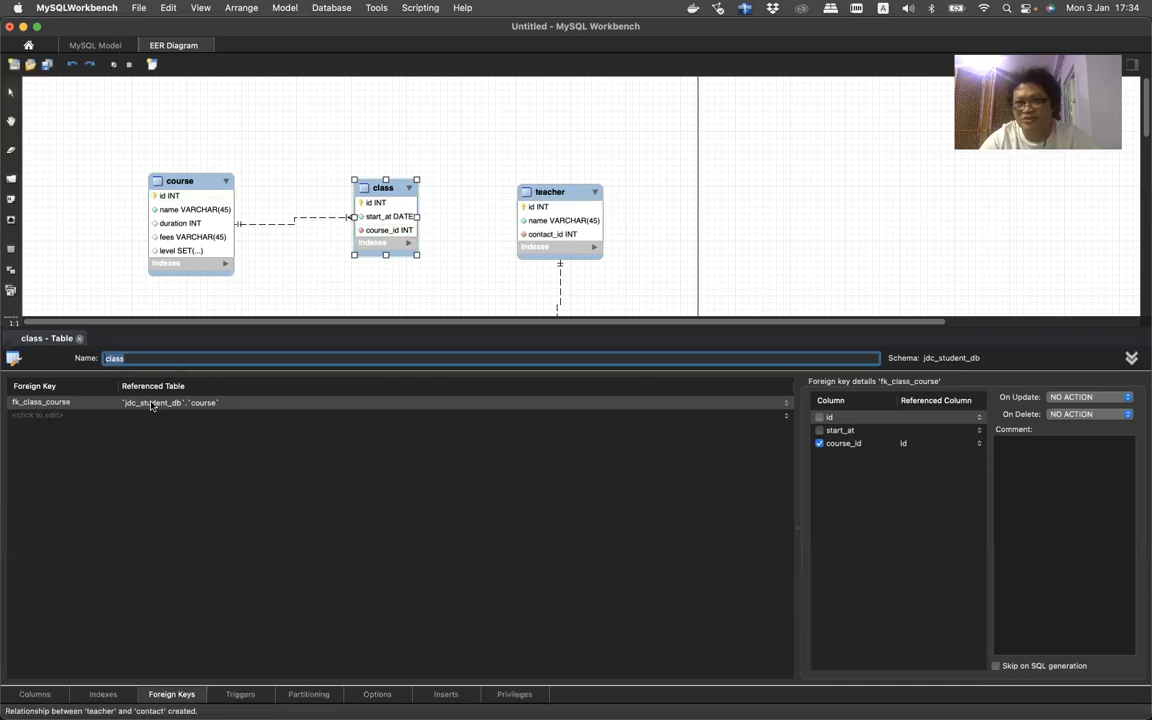 MySQLWorkbench File Edit View Arrange Model Database Tools Scripting Help A Mon 3 Jan 17:34
Untitled - MySQL Workbench
MySQL Model EER Diagram
course
id INT
name VARCHAR(45)
duration INT
fees VARCHAR(45)
level SET(...)
Indexes
class
id INT
start_at DATE
course_id INT
Indexes
teacher
id INT
name VARCHAR(45)
contact_id INT
Indexes
1:1
class - Table
Name: class Schema: jdc_student_db
Foreign Key Referenced Table
fk_class_course `jdc_student_db`.`course`
<click to edit>
Foreign key details 'fk_class_course'
Column Referenced Column
id
start_at
course_id id
On Update: NO ACTION
On Delete: NO ACTION
Comment:
Skip on SQL generation
Columns Indexes Foreign Keys Triggers Partitioning Options Inserts Privileges
Relationship between 'teacher' and 'contact' created.